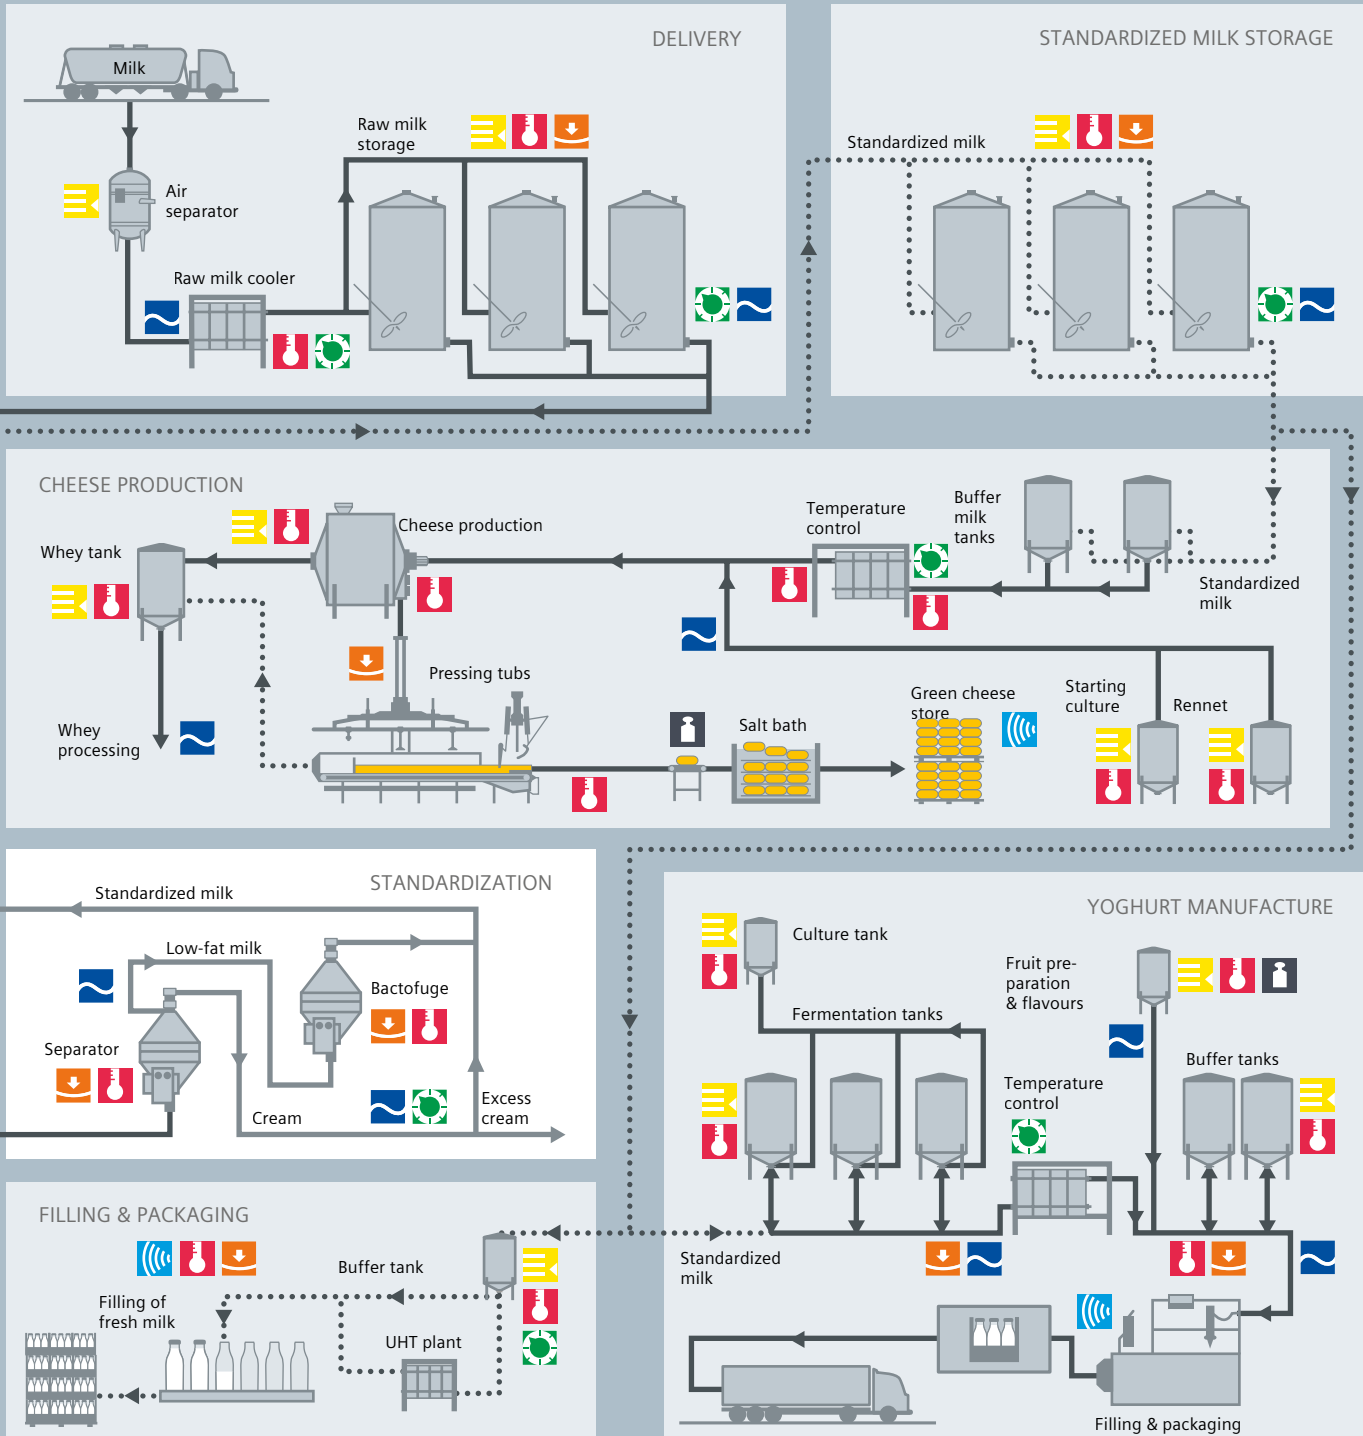 DELIVERY
Milk
Raw milk
storage
Air
separator
Raw milk cooler
STANDARDIZED MILK STORAGE
Standardized milk
CHEESE PRODUCTION
Whey tank
Cheese production
Temperature
control
Buffer
milk
tanks
Standardized
milk
Pressing tubs
Whey
processing
Salt bath
Green cheese
store
Starting
culture
Rennet
STANDARDIZATION
Standardized milk
Low-fat milk
Bactofuge
Separator
Cream
Excess
cream
YOGHURT MANUFACTURE
Culture tank
Fruit pre-
paration
& flavours
Fermentation tanks
Temperature
control
Buffer tanks
Standardized
milk
Filling & packaging
FILLING & PACKAGING
Buffer tank
Filling of
fresh milk
UHT plant